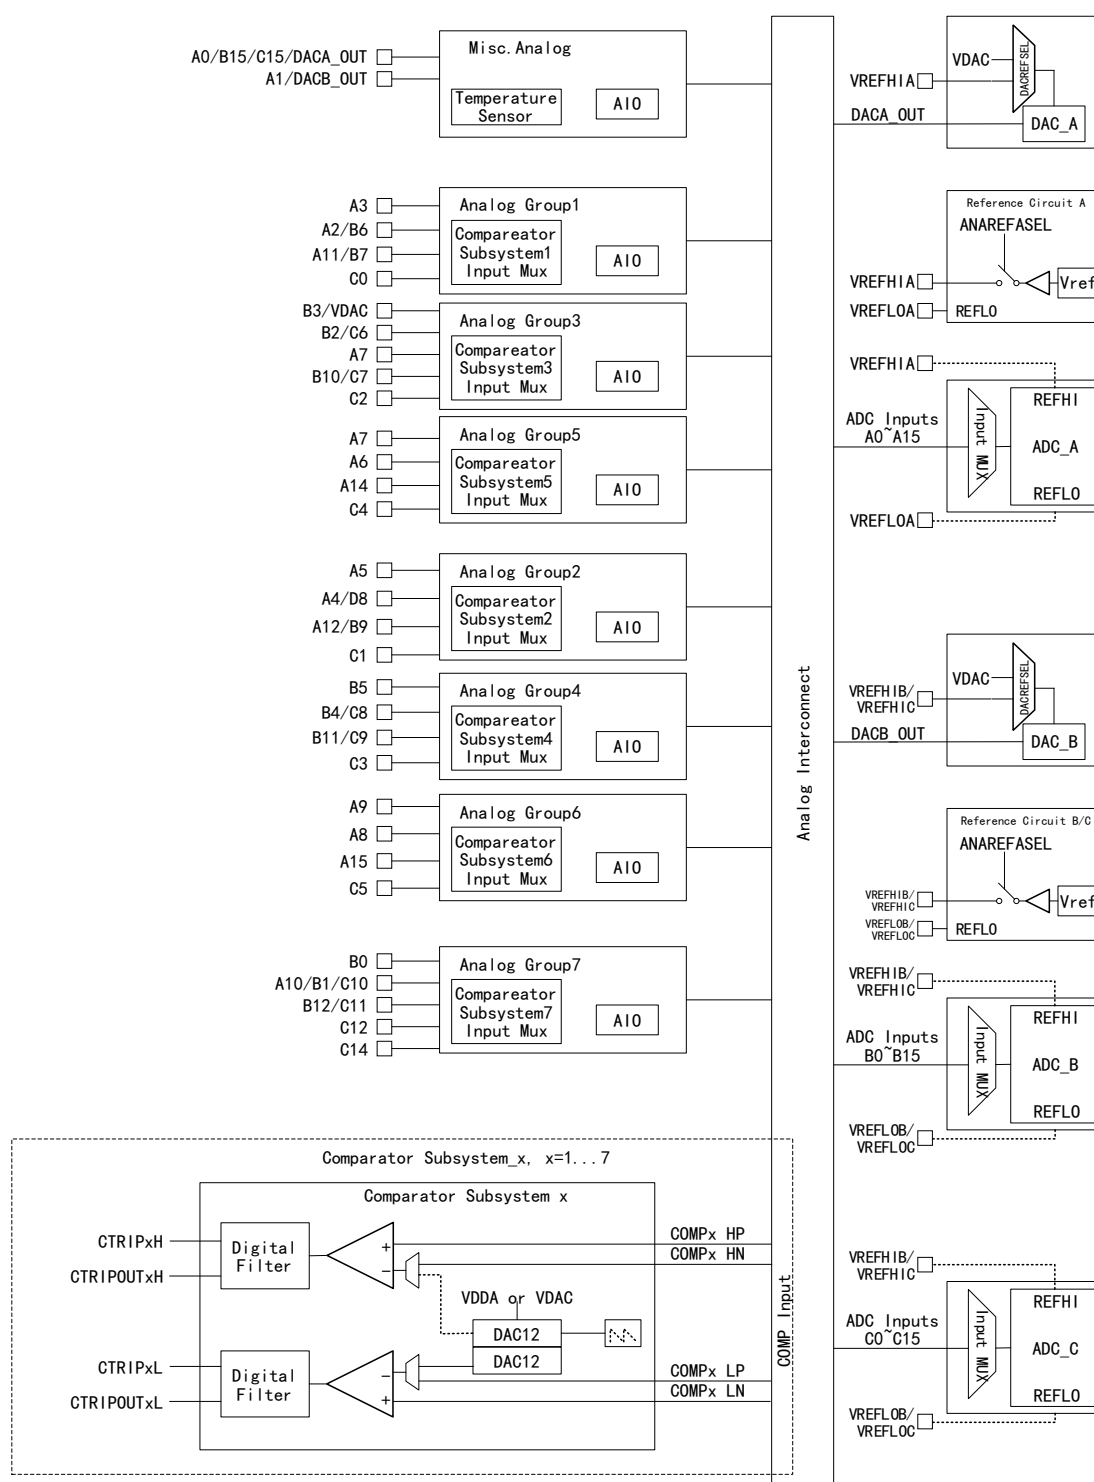 A0/B15/C15/DACA_OUT
A1/DACB_OUT
Misc.Analog
Temperature
Sensor
AIO
A3
A2/B6
A11/B7
C0
Analog Group1
Compareator
Subsystem1
Input Mux
AIO
B3/VDAC
B2/C6
A7
B10/C7
C2
Analog Group3
Compareator
Subsystem3
Input Mux
AIO
A7
A6
A14
C4
Analog Group5
Compareator
Subsystem5
Input Mux
AIO
A5
A4/D8
A12/B9
C1
Analog Group2
Compareator
Subsystem2
Input Mux
AIO
B5
B4/C8
B11/C9
C3
Analog Group4
Compareator
Subsystem4
Input Mux
AIO
A9
A8
A15
C5
Analog Group6
Compareator
Subsystem6
Input Mux
AIO
B0
A10/B1/C10
B12/C11
C12
C14
Analog Group7
Compareator
Subsystem7
Input Mux
AIO
Comparator Subsystem_x, x=1...7
Comparator Subsystem x
CTRIPxH
CTRIPOUTxH
Digital
Filter
+
−
COMPx HP
COMPx HN
VDDA or VDAC
DAC12
DAC12
CTRIPxL
CTRIPOUTxL
Digital
Filter
−
+
COMPx LP
COMPx LN
COMP Input
Analog Interconnect
VDAC
VREFHIA
DACREFSEL
DACA_OUT
DAC_A
Reference Circuit A
ANAREFASEL
VREFHIA
Vref
VREFLOA
REFLO
VREFHIA
REFHI
ADC Inputs
A0~A15
Input MUX
ADC_A
REFLO
VREFLOA
VDAC
VREFHIB/
VREFHIC
DACREFSEL
DACB_OUT
DAC_B
Reference Circuit B/C
ANAREFASEL
VREFHIB/
VREFHIC
Vref
VREFLOB/
VREFLOC
REFLO
VREFHIB/
VREFHIC
REFHI
ADC Inputs
B0~B15
Input MUX
ADC_B
REFLO
VREFLOB/
VREFLOC
VREFHIB/
VREFHIC
REFHI
ADC Inputs
C0~C15
Input MUX
ADC_C
REFLO
VREFLOB/
VREFLOC